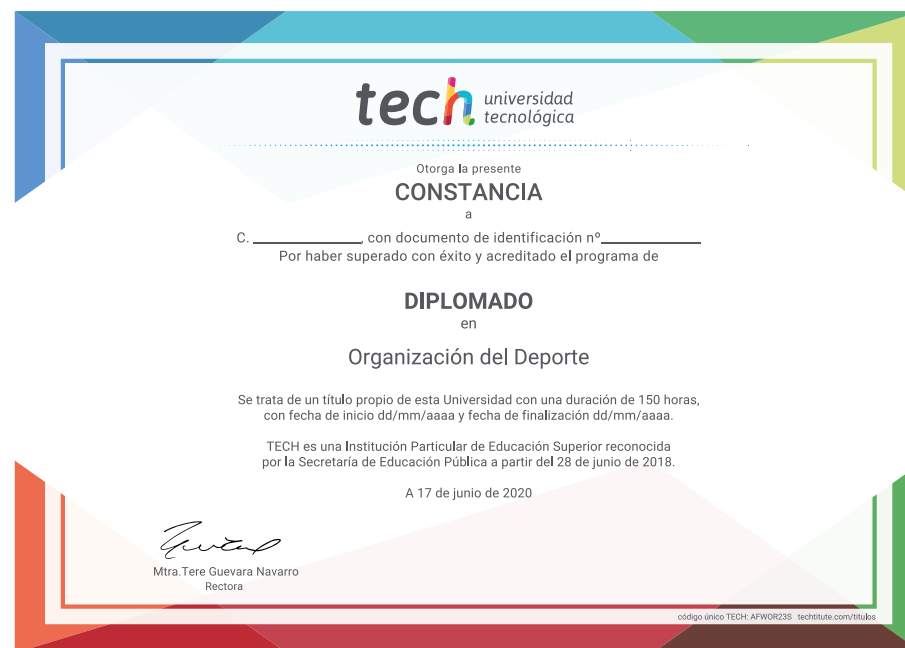 tech universidad
tecnológica
Otorga la presente
CONSTANCIA
a
C. ______________, con documento de identificación nº_____________
Por haber superado con éxito y acreditado el programa de
DIPLOMADO
en
Organización del Deporte
Se trata de un título propio de esta Universidad con una duración de 150 horas,
con fecha de inicio dd/mm/aaaa y fecha de finalización dd/mm/aaaa.
TECH es una Institución Particular de Educación Superior reconocida
por la Secretaría de Educación Pública a partir del 28 de junio de 2018.
A 17 de junio de 2020
Mtra.Tere Guevara Navarro
Rectora
código único TECH: AFWOR23S techtitute.com/titulos